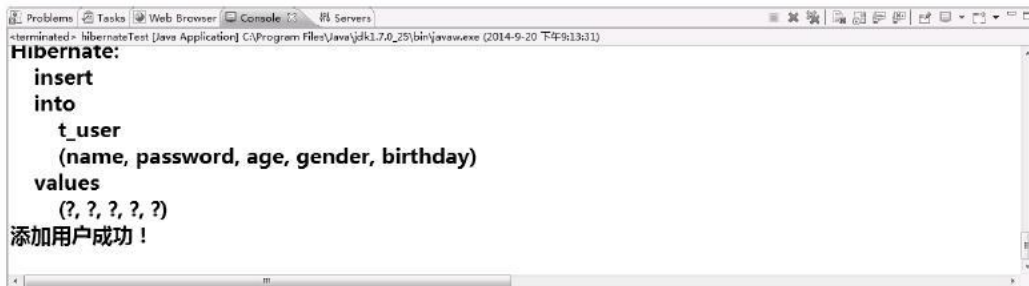 Problems Tasks Web Browser Console Servers
<terminated> hibernateTest [Java Application] C:\Program Files\Java\jdk1.7.0_25\bin\javaw.exe (2014-9-20 下午9:13:31)
Hibernate:
insert
into
t_user
(name, password, age, gender, birthday)
values
(?, ?, ?, ?, ?)
添加用户成功！